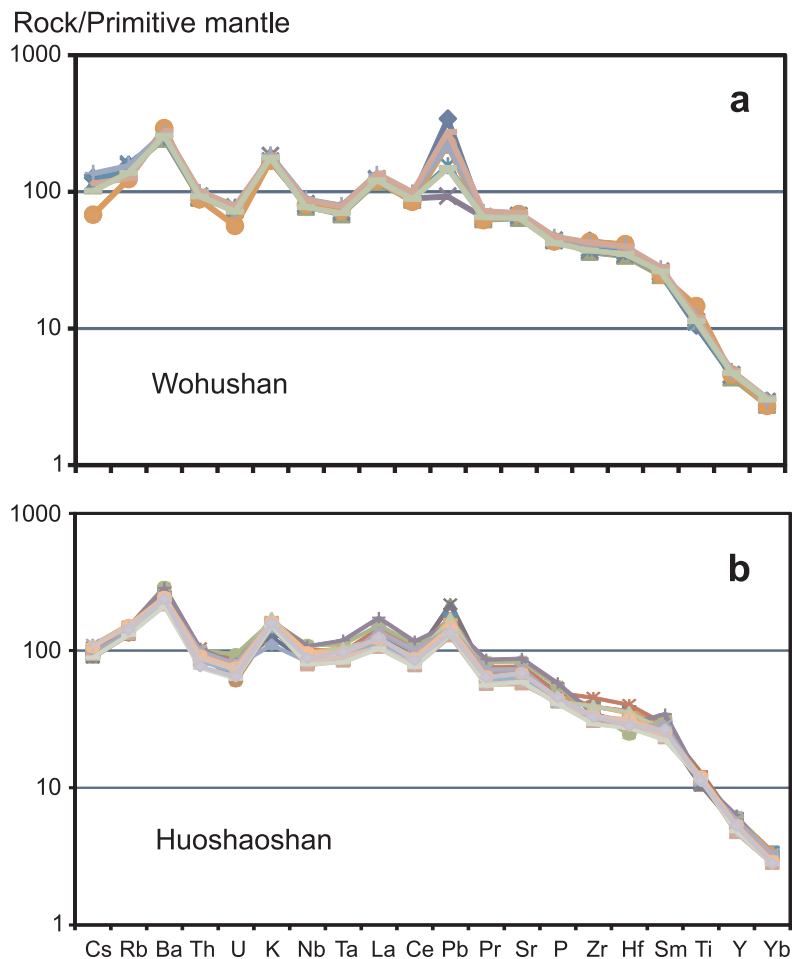 Rock/Primitive mantle
1000
a
100
10
Wohushan
1
1000
b
100
10
Huoshaoshan
1
Cs Rb Ba Th U K Nb Ta La Ce Pb Pr Sr P Zr Hf Sm Ti Y Yb